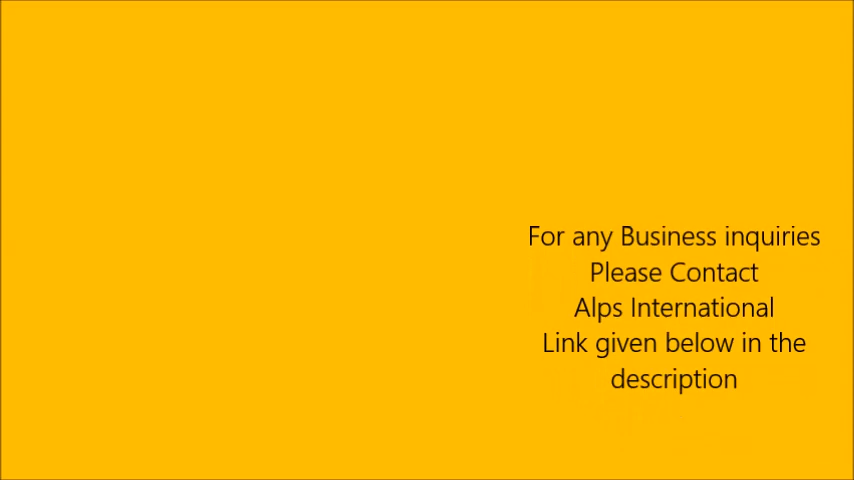 For any Business inquiries
Please Contact
Alps International
Link given below in the
description